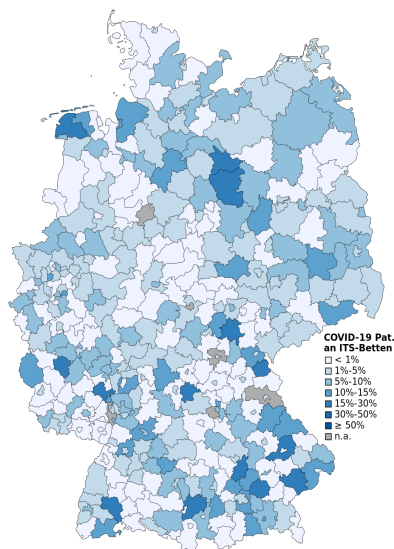 COVID-19 Pat.
an ITS-Betten
< 1%
1%-5%
5%-10%
10%-15%
15%-30%
30%-50%
≥ 50%
n.a.